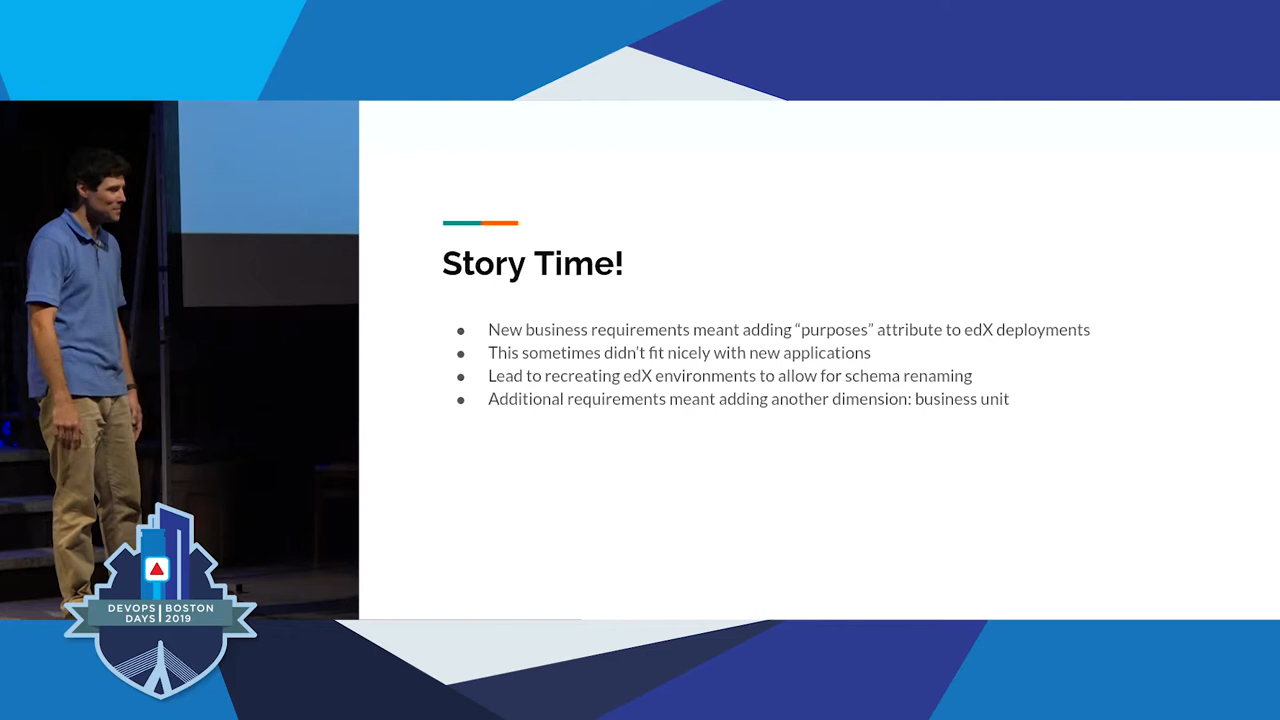 Story Time!
● New business requirements meant adding “purposes” attribute to edX deployments
● This sometimes didn’t fit nicely with new applications
● Lead to recreating edX environments to allow for schema renaming
● Additional requirements meant adding another dimension: business unit
DEVOPS BOSTON
DAYS 2019